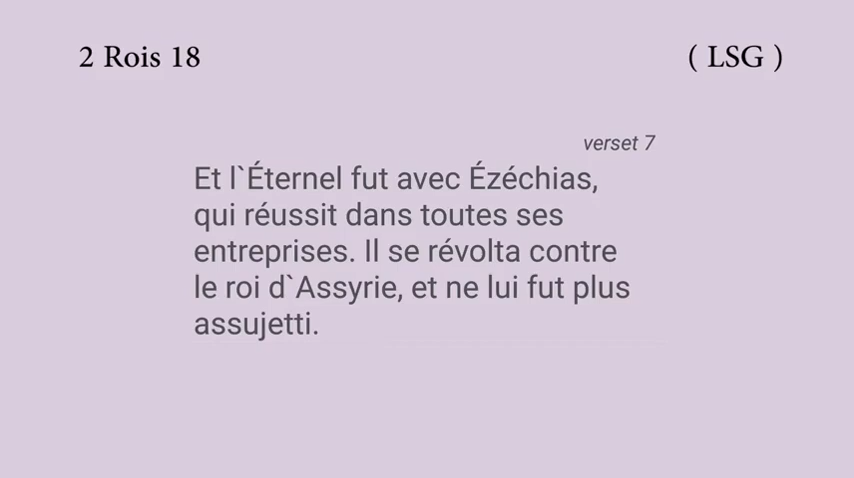 2 Rois 18
( LSG )
verset 7
Et l`Éternel fut avec Ézéchias,
qui réussit dans toutes ses
entreprises. Il se révolta contre
le roi d`Assyrie, et ne lui fut plus
assujetti.